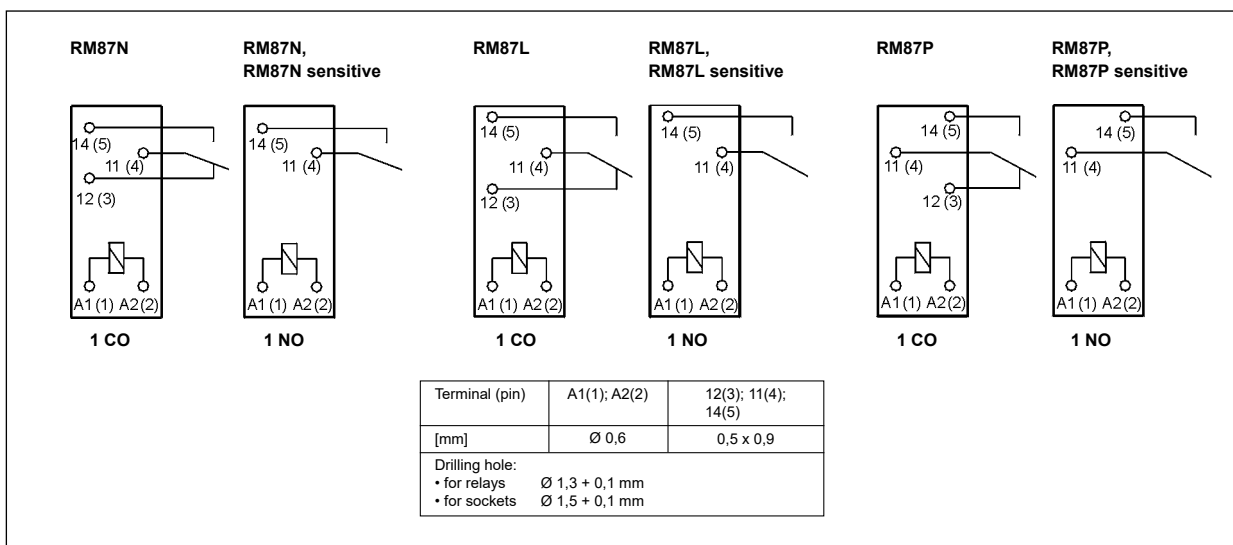 RM87N
RM87N,
RM87N sensitive
RM87L
RM87L,
RM87L sensitive
RM87P
RM87P,
RM87P sensitive
14 (5)
11 (4)
12 (3)
A1 (1) A2 (2)
1 CO
14 (5)
11 (4)
A1 (1) A2 (2)
1 NO
14 (5)
11 (4)
12 (3)
A1 (1) A2 (2)
1 CO
14 (5)
11 (4)
A1 (1) A2 (2)
1 NO
14 (5)
11 (4)
12 (3)
A1 (1) A2 (2)
1 CO
14 (5)
11 (4)
A1 (1) A2 (2)
1 NO
Terminal (pin) A1(1); A2(2) 12(3); 11(4);
14(5)
[mm] Ø 0,6 0,5 x 0,9
Drilling hole:
• for relays Ø 1,3 + 0,1 mm
• for sockets Ø 1,5 + 0,1 mm